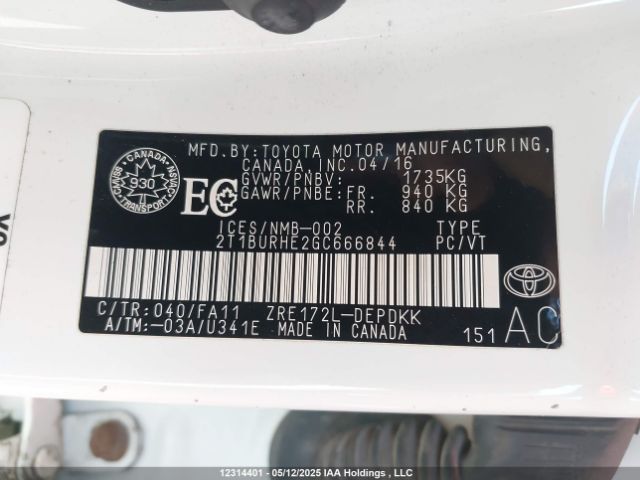 MFD.BY:TOYOTA MOTOR MANUFACTURING,
CANADA INC.04/16
GVWR/PNBV: 1735KG
GAWR/PNBE: FR. 940 KG
RR. 840 KG
CANADA
930
EC
ICES/NMB-002 TYPE
2T1BURHE2GC666844 PC/VT
C/TR:040/FA11 ZRE172L-DEPDKK
A/TM:-03A/U341E MADE IN CANADA
151 AC
12314401 - 05/12/2025 IAA Holdings , LLC